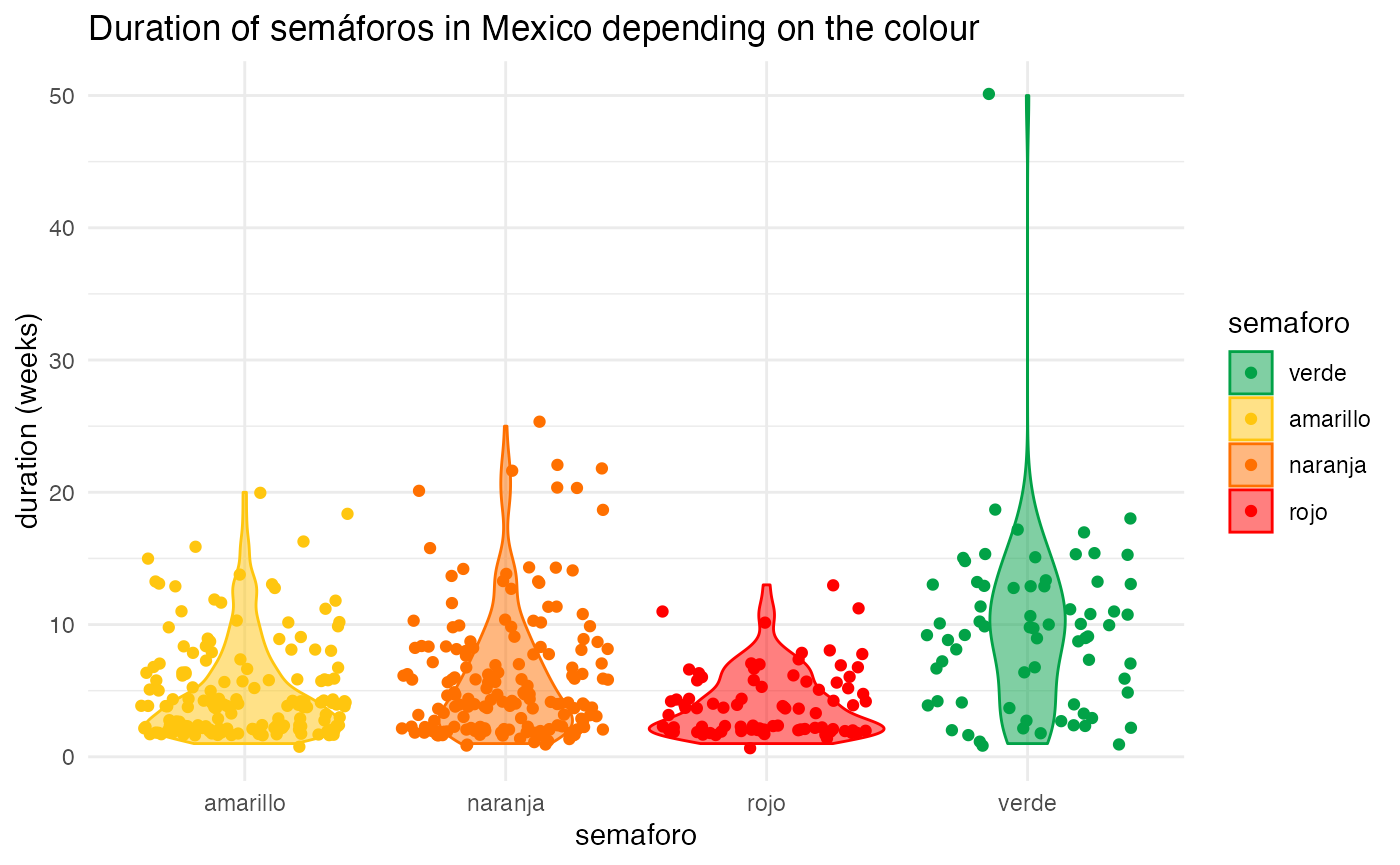 Duration of semáforos in Mexico depending on the colour
50
40
30
20
10
0
duration (weeks)
amarillo
naranja
rojo
verde
semaforo
semaforo
verde
amarillo
naranja
rojo